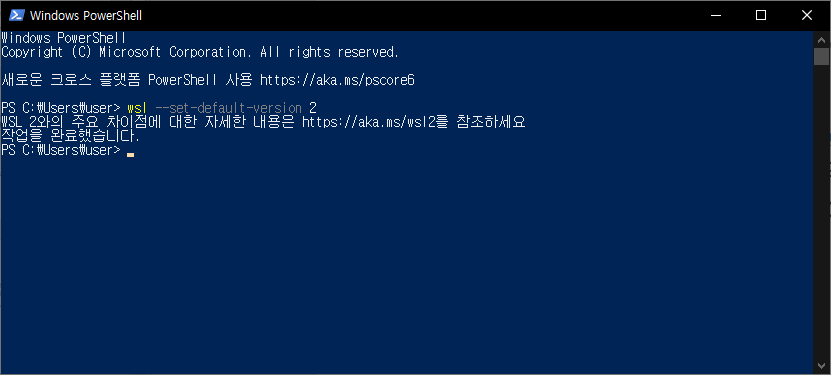 Windows PowerShell
Windows PowerShell
Copyright (C) Microsoft Corporation. All rights reserved.
새로운 크로스 플랫폼 PowerShell 사용 https://aka.ms/pscore6
PS C:₩Users₩user> wsl --set-default-version 2
WSL 2와의 주요 차이점에 대한 자세한 내용은 https://aka.ms/wsl2를 참조하세요
작업을 완료했습니다.
PS C:₩Users₩user>